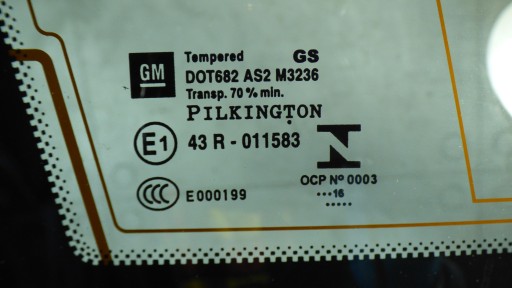 GM Tempered GS
DOT682 AS2 M3236
Transp. 70 % min.
PILKINGTON
E1 43 R - 011583
N
CCC E000199
OCP Nº 0003
•••16
•••••